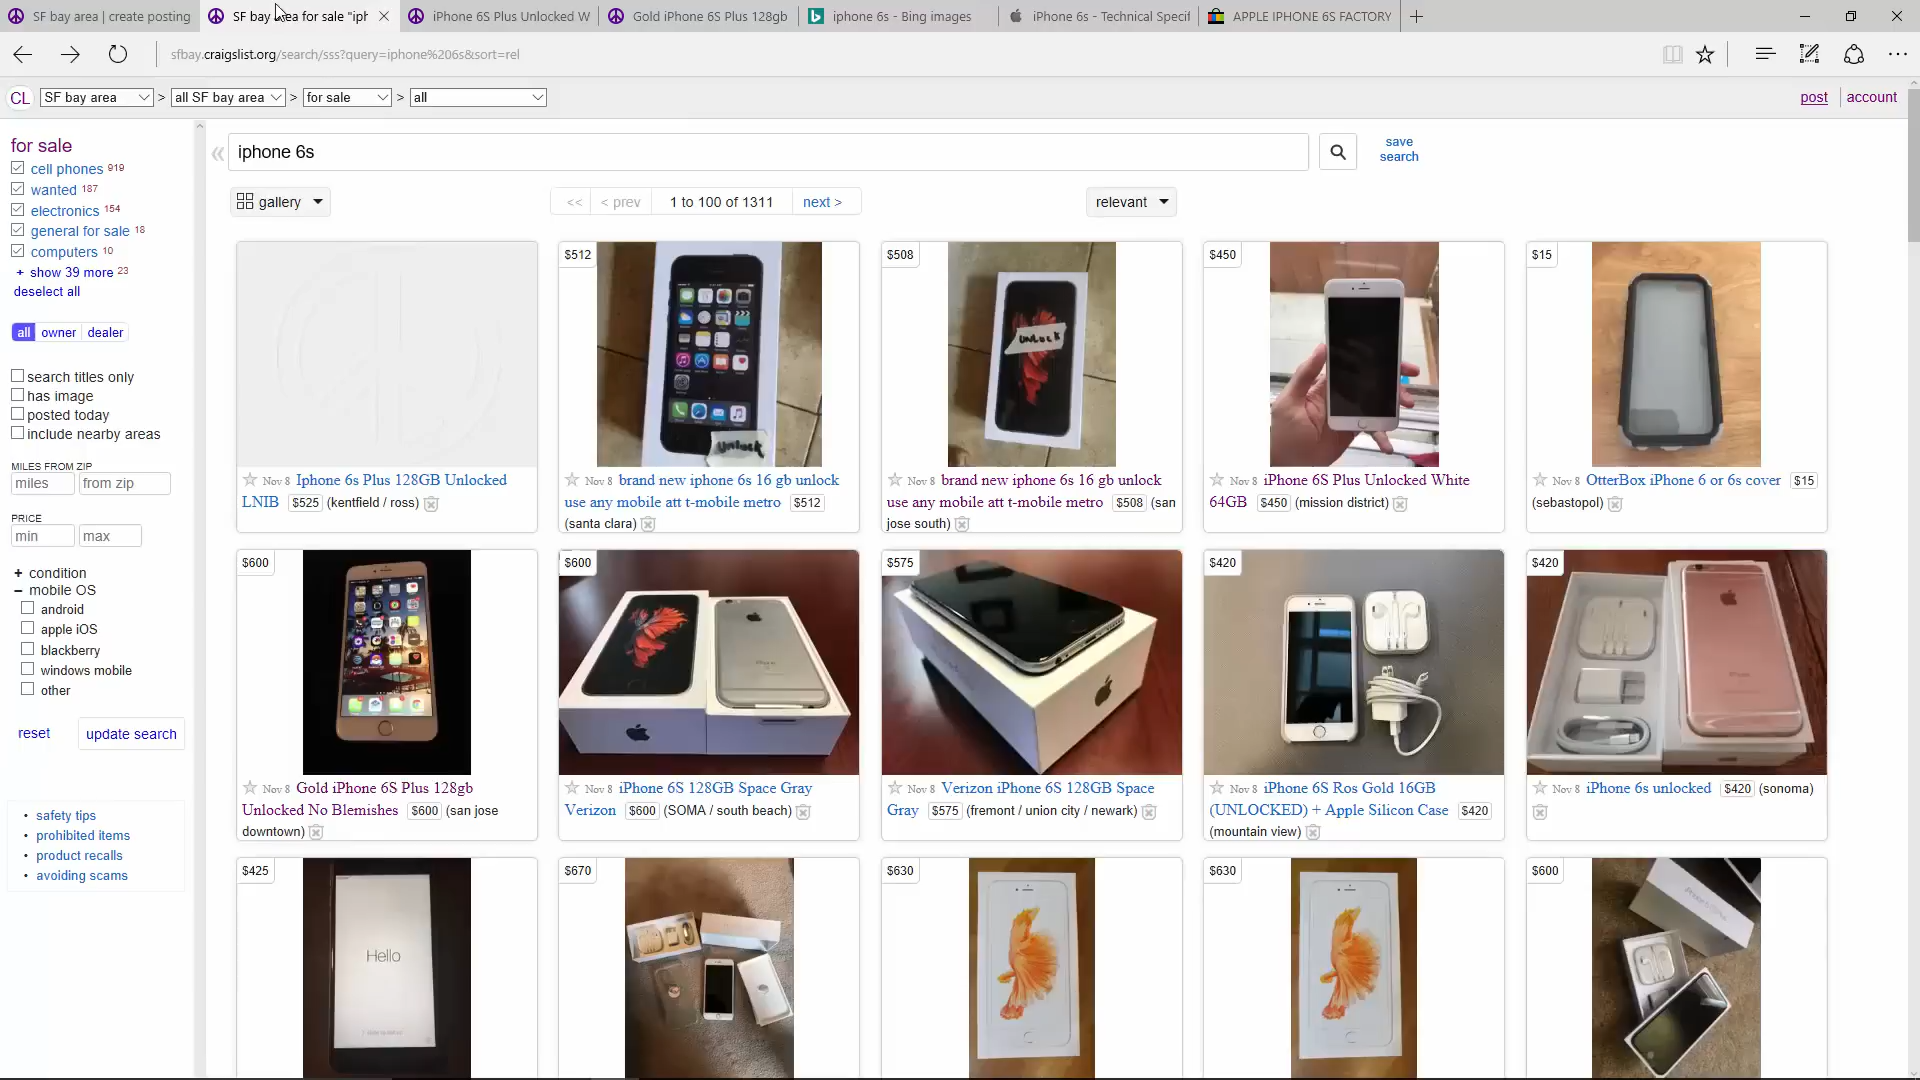 SF bay area | create posting
SF bay area for sale "iph
iPhone 6S Plus Unlocked W
Gold iPhone 6S Plus 128gb
iphone 6s - Bing images
iPhone 6s - Technical Specif
APPLE IPHONE 6S FACTORY
sfbay.craigslist.org/search/sss?query=iphone%206s&sort=rel
CL SF bay area > all SF bay area > for sale > all
post account
for sale
cell phones 919
wanted 187
electronics 154
general for sale 18
computers 10
+ show 39 more 23
deselect all
all owner dealer
search titles only
has image
posted today
include nearby areas
MILES FROM ZIP
miles from zip
PRICE
min max
+ condition
− mobile OS
android
apple iOS
blackberry
windows mobile
other
reset update search
• safety tips
• prohibited items
• product recalls
• avoiding scams
« iphone 6s
save
search
gallery
<< < prev 1 to 100 of 1311 next >
relevant
Nov 8 Iphone 6s Plus 128GB Unlocked
LNIB $525 (kentfield / ross)
$512
unlock
Nov 8 brand new iphone 6s 16 gb unlock
use any mobile att t-mobile metro $512
(santa clara)
$508
unlock
Nov 8 brand new iphone 6s 16 gb unlock
use any mobile att t-mobile metro $508 (san
jose south)
$450
Nov 8 iPhone 6S Plus Unlocked White
64GB $450 (mission district)
$15
Nov 8 OtterBox iPhone 6 or 6s cover $15
(sebastopol)
$600
Nov 8 Gold iPhone 6S Plus 128gb
Unlocked No Blemishes $600 (san jose
downtown)
$600
iPhone
Nov 8 iPhone 6S 128GB Space Gray
Verizon $600 (SOMA / south beach)
$575
Nov 8 Verizon iPhone 6S 128GB Space
Gray $575 (fremont / union city / newark)
$420
Nov 8 iPhone 6S Ros Gold 16GB
(UNLOCKED) + Apple Silicon Case $420
(mountain view)
$420
iPhone
Nov 8 iPhone 6s unlocked $420 (sonoma)
$425
Hello
$670
$630
$630
$600